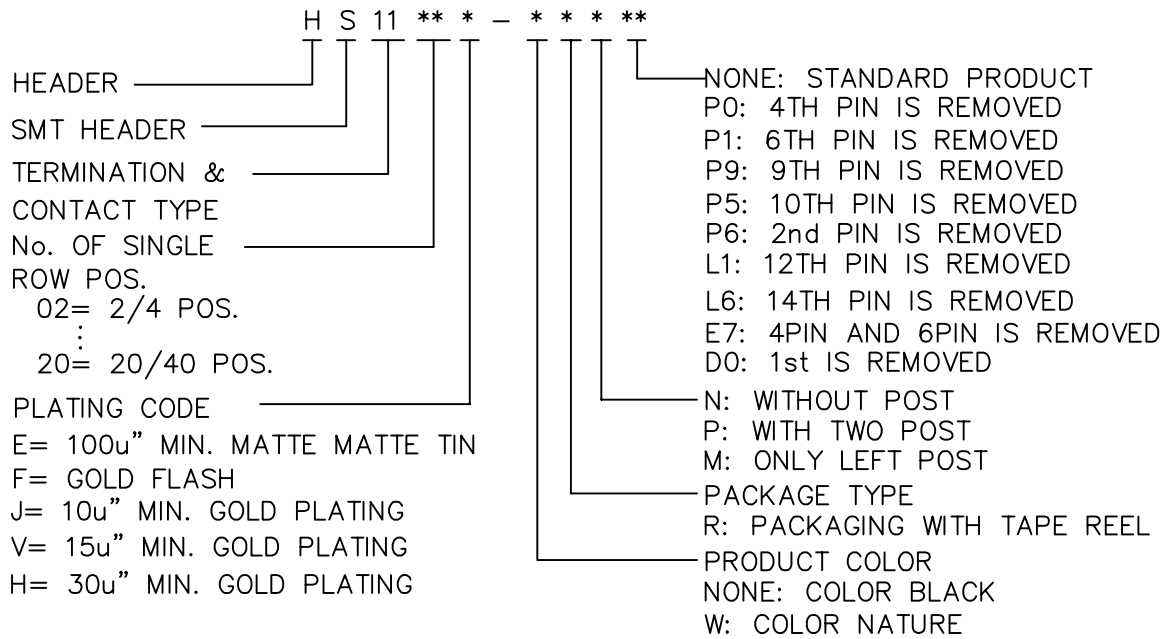 H S 11 ** * - * * * **
HEADER
SMT HEADER
TERMINATION &
CONTACT TYPE
No. OF SINGLE
ROW POS.
02= 2/4 POS.
⋮
20= 20/40 POS.
PLATING CODE
E= 100u" MIN. MATTE MATTE TIN
F= GOLD FLASH
J= 10u" MIN. GOLD PLATING
V= 15u" MIN. GOLD PLATING
H= 30u" MIN. GOLD PLATING
NONE: STANDARD PRODUCT
P0: 4TH PIN IS REMOVED
P1: 6TH PIN IS REMOVED
P9: 9TH PIN IS REMOVED
P5: 10TH PIN IS REMOVED
P6: 2nd PIN IS REMOVED
L1: 12TH PIN IS REMOVED
L6: 14TH PIN IS REMOVED
E7: 4PIN AND 6PIN IS REMOVED
D0: 1st IS REMOVED
N: WITHOUT POST
P: WITH TWO POST
M: ONLY LEFT POST
PACKAGE TYPE
R: PACKAGING WITH TAPE REEL
PRODUCT COLOR
NONE: COLOR BLACK
W: COLOR NATURE